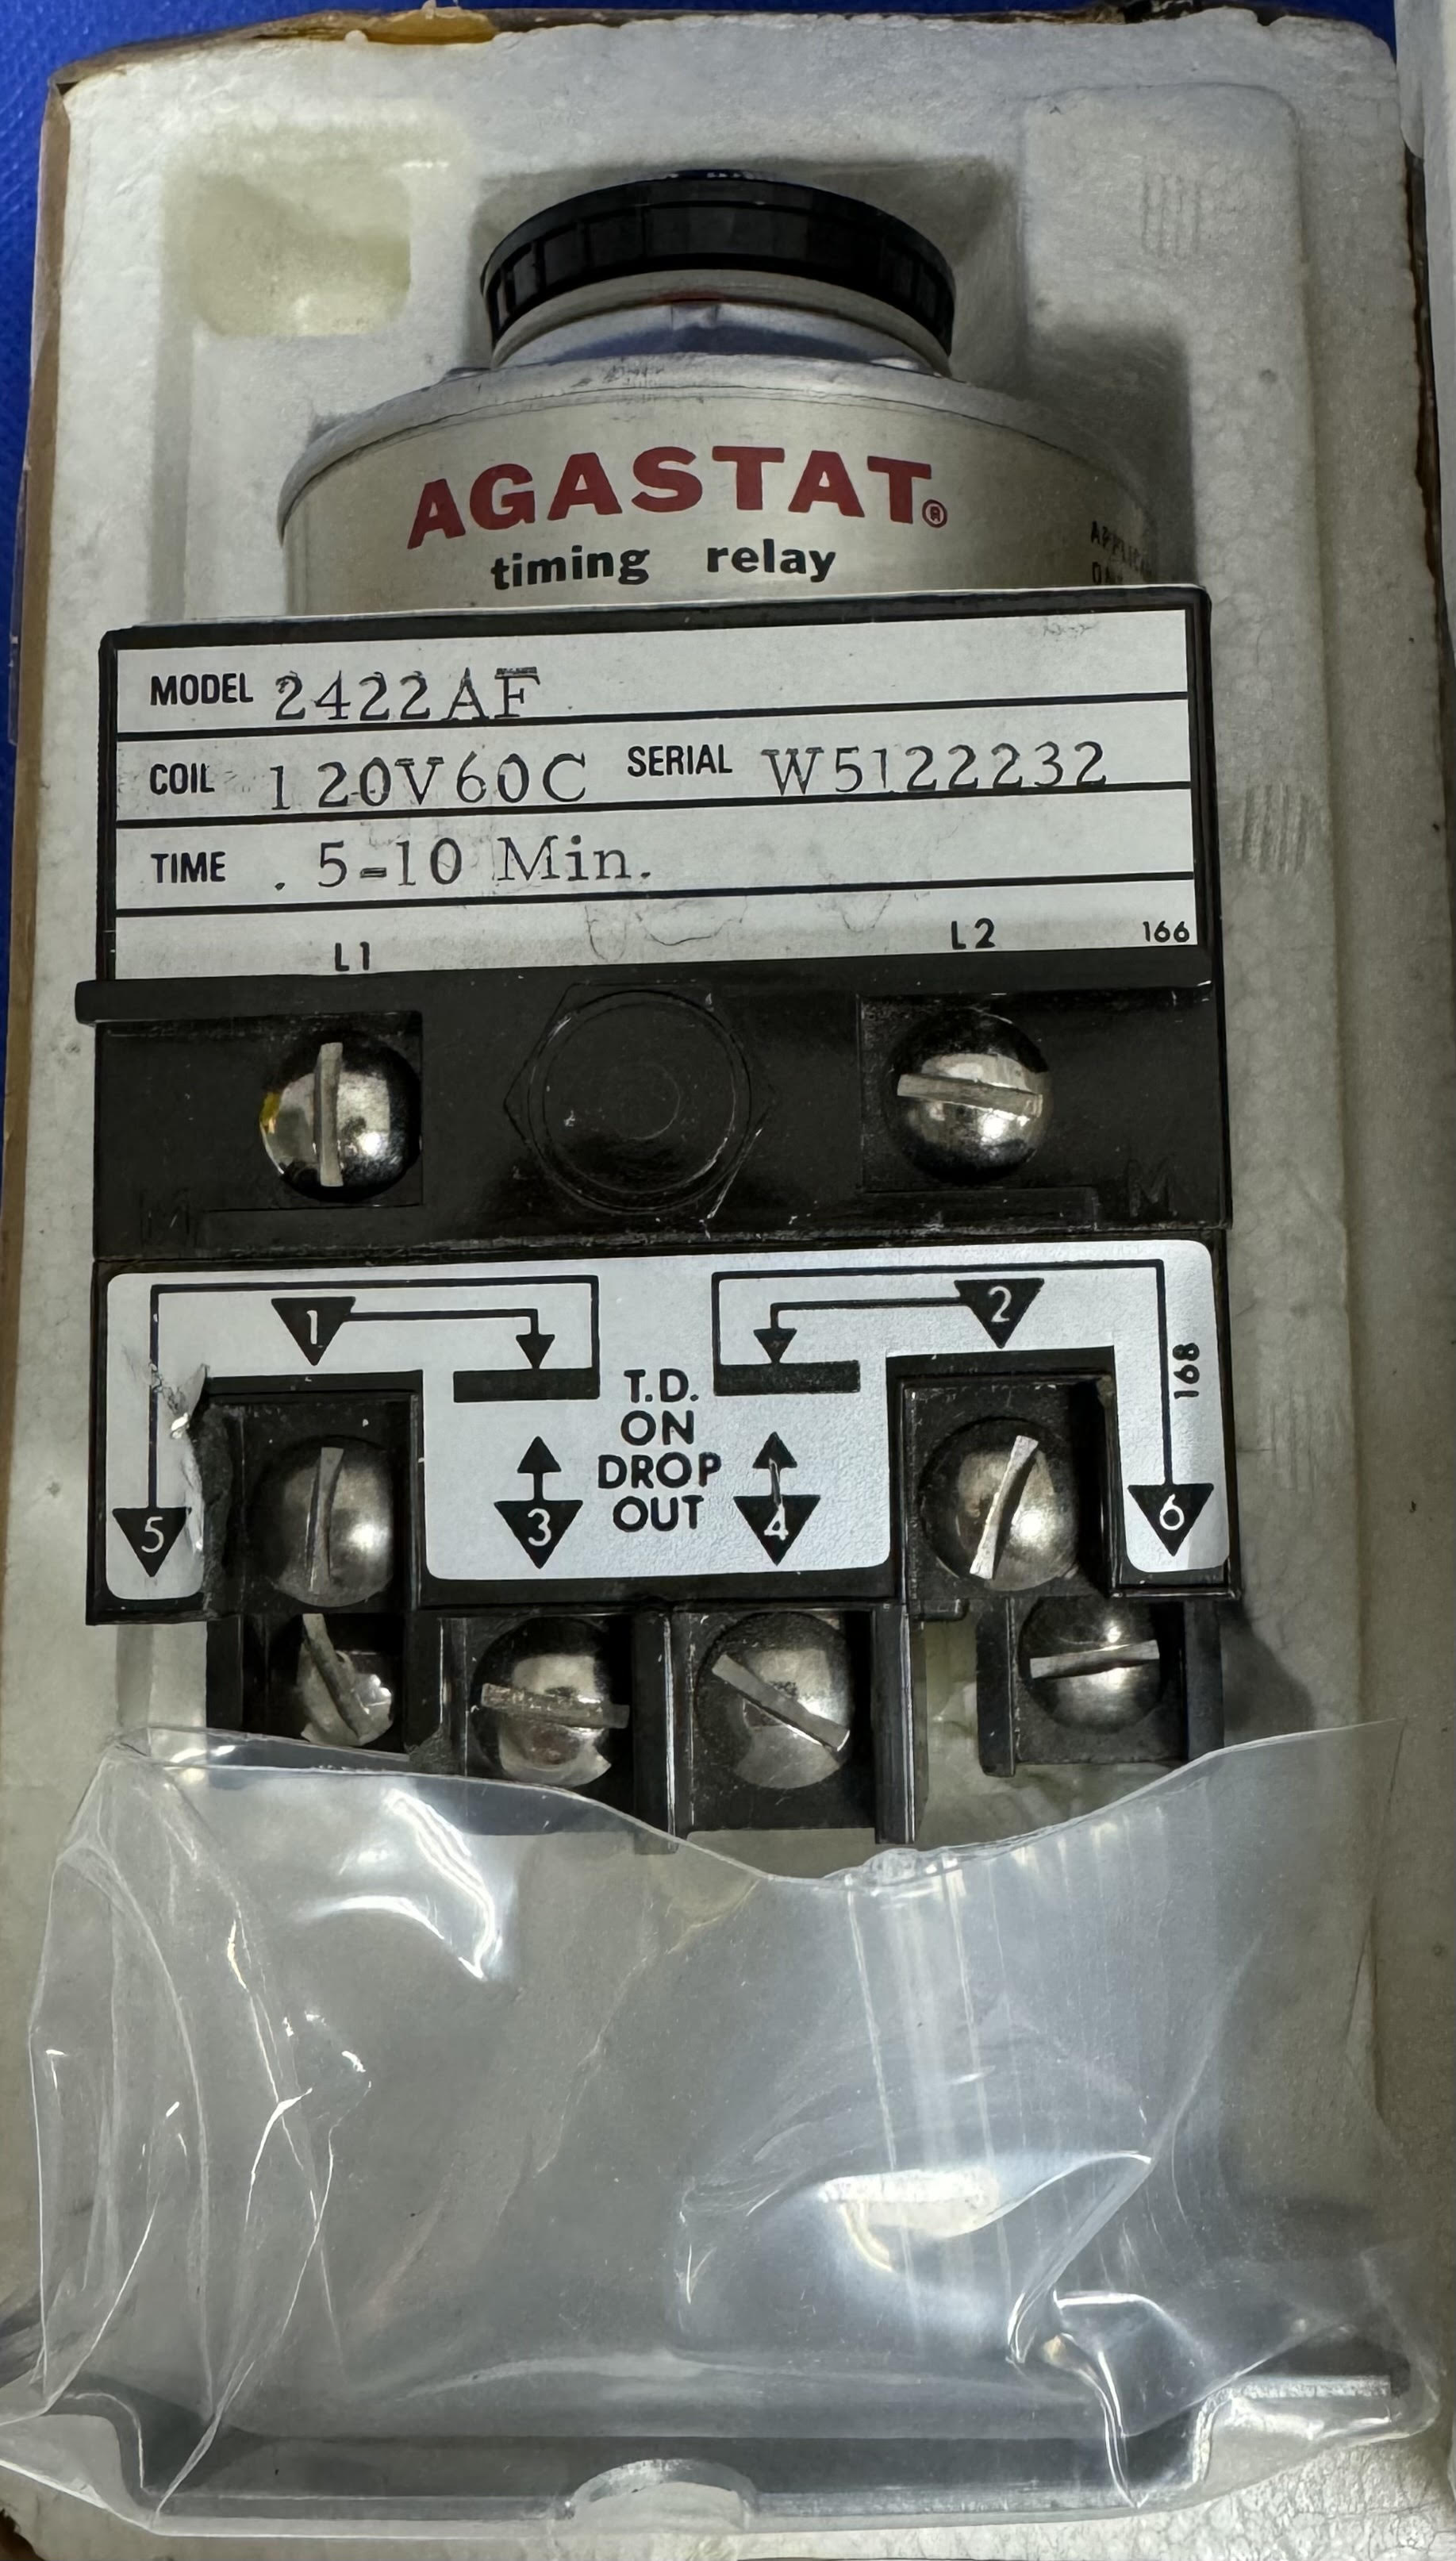 AGASTAT®
timing relay
MODEL 2422AF
COIL 120V60C SERIAL W5122232
TIME .5-10 Min.
L1 L2 166
1 2
168
T.D.
ON
DROP
OUT
5 3 4 6
M